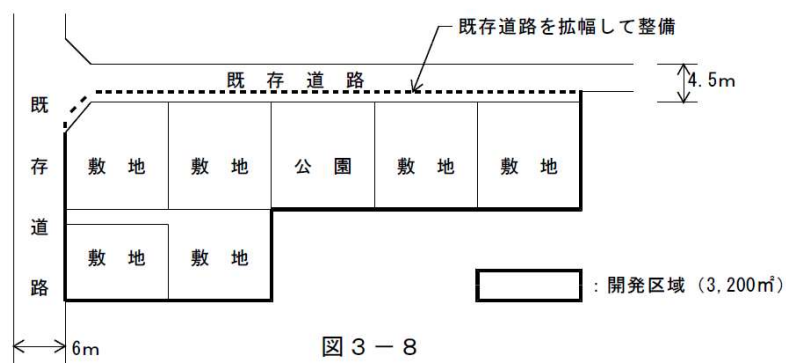 既存道路を拡幅して整備
既 存 道 路
4.5m
既 存 道 路
敷 地
敷 地
公 園
敷 地
敷 地
敷 地
敷 地
：開発区域（3,200㎡）
6m
図３－８